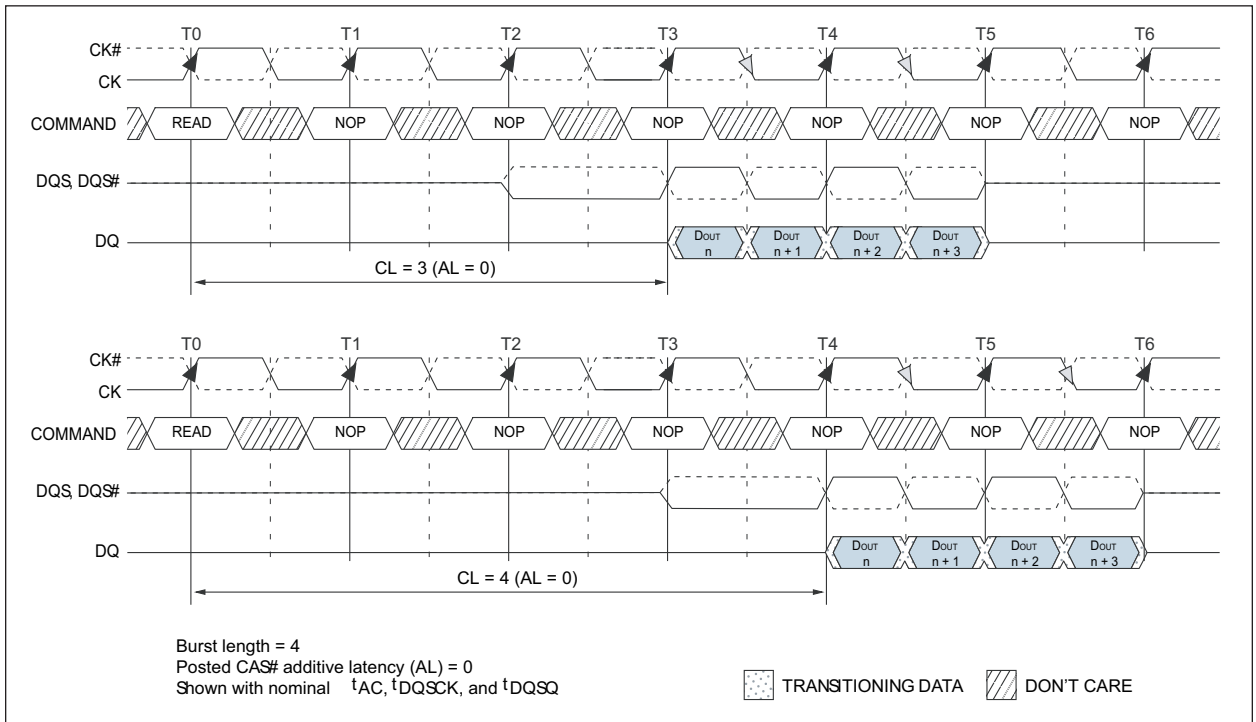 T0 T1 T2 T3 T4 T5 T6
CK#
CK
COMMAND READ NOP NOP NOP NOP NOP NOP
DQS, DQS#
DQ DOUT n DOUT n + 1 DOUT n + 2 DOUT n + 3
CL = 3 (AL = 0)
T0 T1 T2 T3 T4 T5 T6
CK#
CK
COMMAND READ NOP NOP NOP NOP NOP NOP
DQS, DQS#
DQ DOUT n DOUT n + 1 DOUT n + 2 DOUT n + 3
CL = 4 (AL = 0)
Burst length = 4
Posted CAS# additive latency (AL) = 0
Shown with nominal tAC, tDQSCK, and tDQSQ
TRANSITIONING DATA DON'T CARE